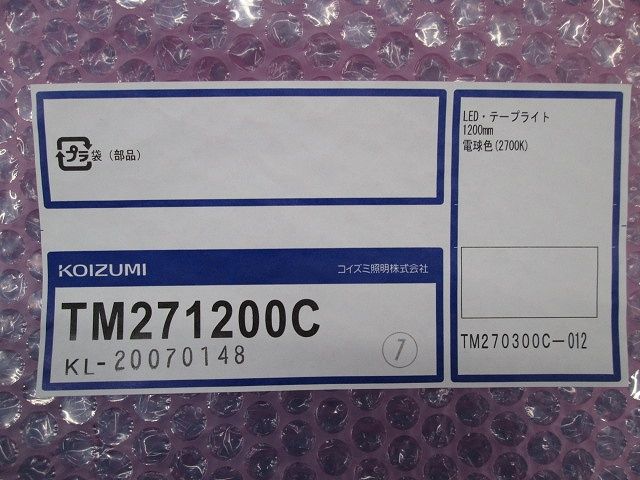 プラ
袋（部品）
LED・テープライト
1200mm
電球色(2700K)
KOIZUMI コイズミ照明株式会社
TM271200C
KL-20070148
7
TM270300C-012